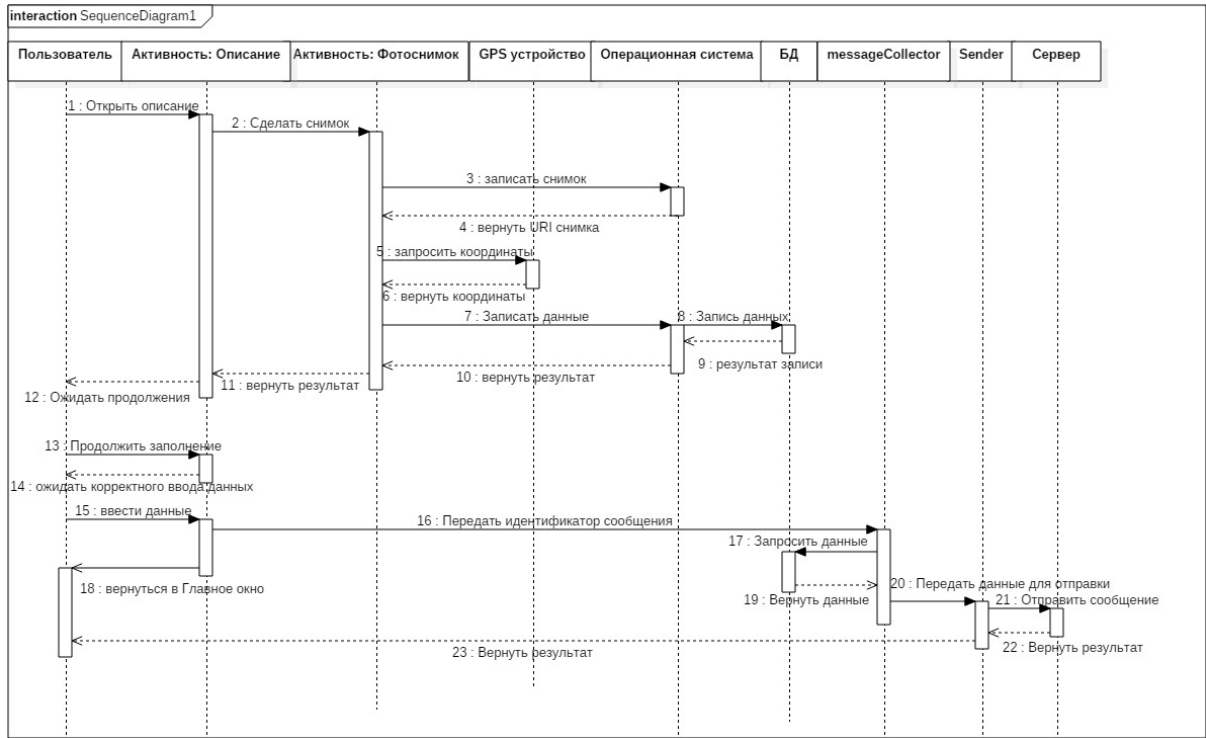 interaction SequenceDiagram1
Пользователь
Активность: Описание
Активность: Фотоснимок
GPS устройство
Операционная система
БД
messageCollector
Sender
Сервер
1 : Открыть описание
2 : Сделать снимок
3 : записать снимок
4 : вернуть URI снимка
5 : запросить координаты
6 : вернуть координаты
7 : Записать данные
8 : Запись данных
9 : результат записи
10 : вернуть результат
11 : вернуть результат
12 : Ожидать продолжения
13 : Продолжить заполнение
14 : ожидать корректного ввода данных
15 : ввести данные
16 : Передать идентификатор сообщения
17 : Запросить данные
18 : вернуться в Главное окно
19 : Вернуть данные
20 : Передать данные для отправки
21 : Отправить сообщение
22 : Вернуть результат
23 : Вернуть результат